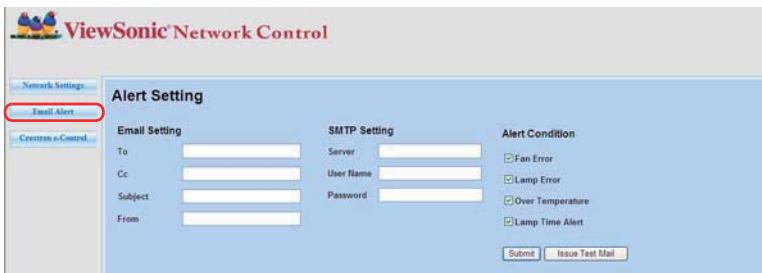 ViewSonic® Network Control
Network Settings
Email Alert
Crestron e-Control
Alert Setting
Email Setting
To
Cc
Subject
From
SMTP Setting
Server
User Name
Password
Alert Condition
Fan Error
Lamp Error
Over Temperature
Lamp Time Alert
Submit
Issue Test Mail